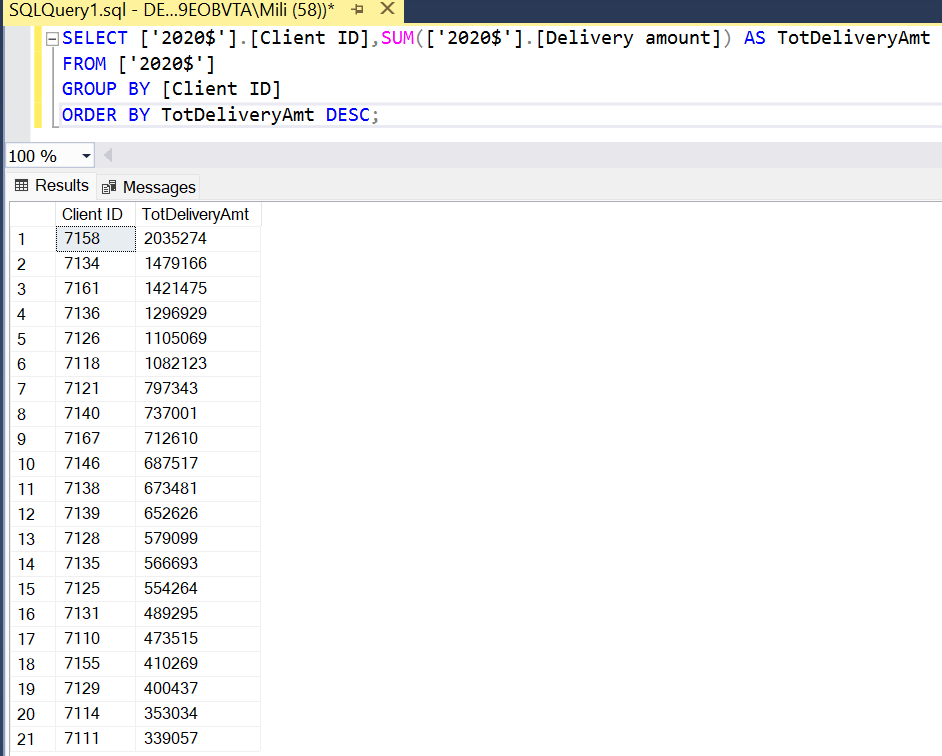 SQLQuery1.sql - DE...9EOBVTA\Mili (58))*
SELECT ['2020$'].[Client ID],SUM(['2020$'].[Delivery amount]) AS TotDeliveryAmt
FROM ['2020$']
GROUP BY [Client ID]
ORDER BY TotDeliveryAmt DESC;
100 %
Results Messages
Client ID TotDeliveryAmt
1 7158 2035274
2 7134 1479166
3 7161 1421475
4 7136 1296929
5 7126 1105069
6 7118 1082123
7 7121 797343
8 7140 737001
9 7167 712610
10 7146 687517
11 7138 673481
12 7139 652626
13 7128 579099
14 7135 566693
15 7125 554264
16 7131 489295
17 7110 473515
18 7155 410269
19 7129 400437
20 7114 353034
21 7111 339057